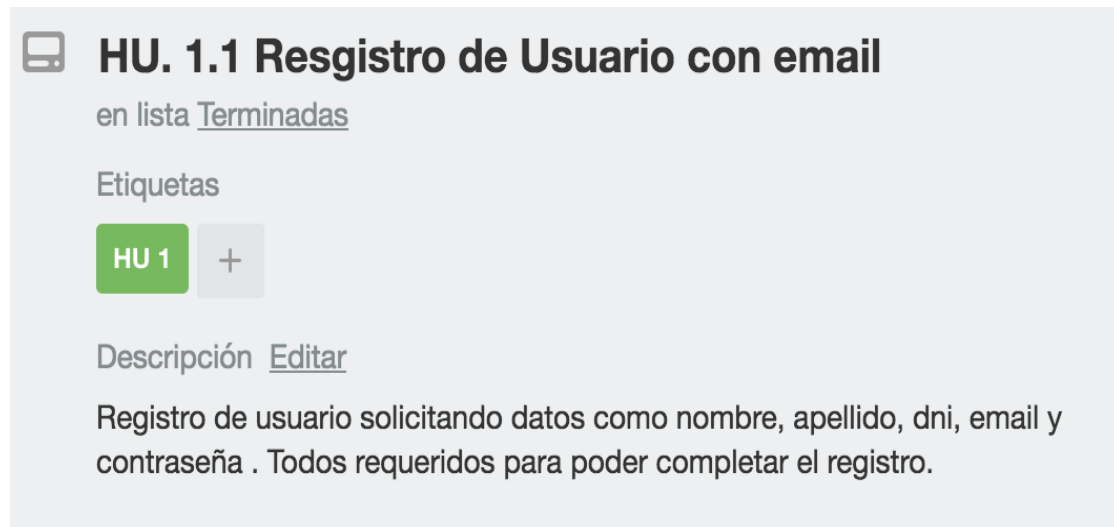 HU. 1.1 Resgistro de Usuario con email
en lista Terminadas
Etiquetas
HU 1 +
Descripción Editar
Registro de usuario solicitando datos como nombre, apellido, dni, email y
contraseña . Todos requeridos para poder completar el registro.